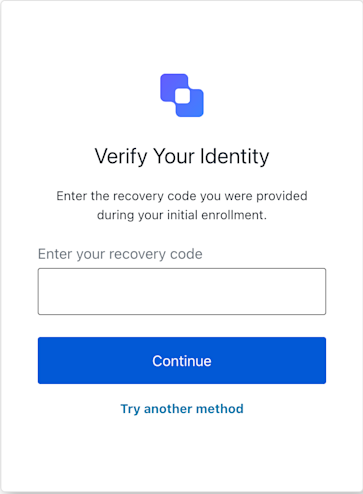 Verify Your Identity
Enter the recovery code you were provided
during your initial enrollment.
Enter your recovery code
Continue
Try another method